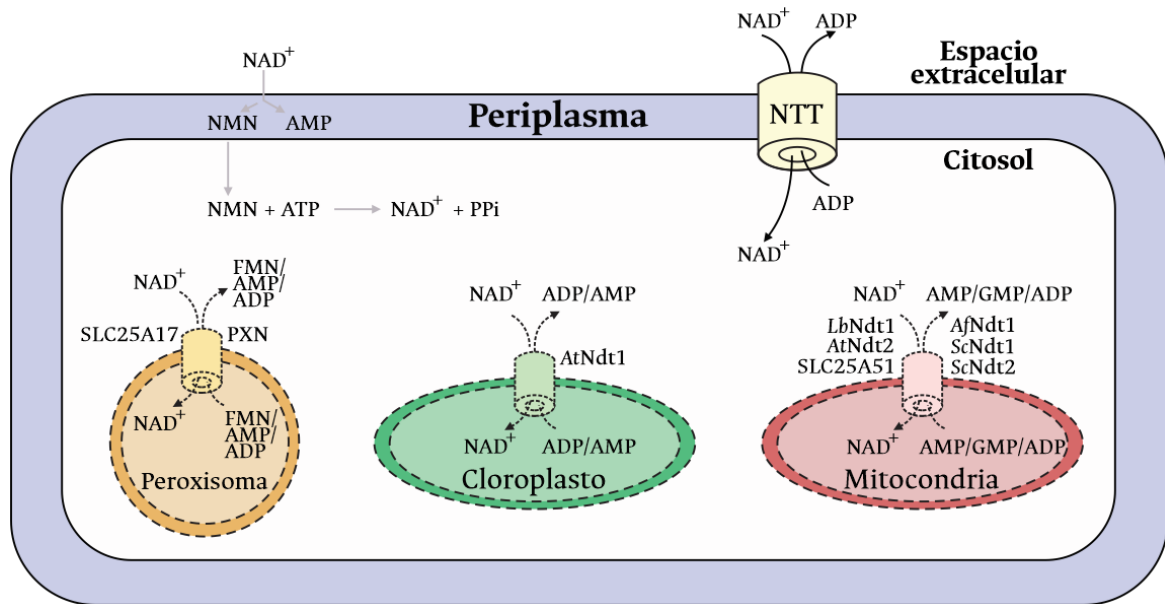 NAD+
ADP
Espacio
extracelular
NAD+
NMN AMP
Periplasma
NTT
Citosol
NMN + ATP
NAD+ + PPi
ADP
NAD+
NAD+
FMN/
AMP/
ADP
SLC25A17
PXN
NAD+
FMN/
AMP/
ADP
Peroxisoma
NAD+
ADP/AMP
AtNdt1
NAD+
ADP/AMP
Cloroplasto
NAD+
AMP/GMP/ADP
LbNdt1
AtNdt2
SLC25A51
AfNdt1
ScNdt1
ScNdt2
NAD+
AMP/GMP/ADP
Mitocondria